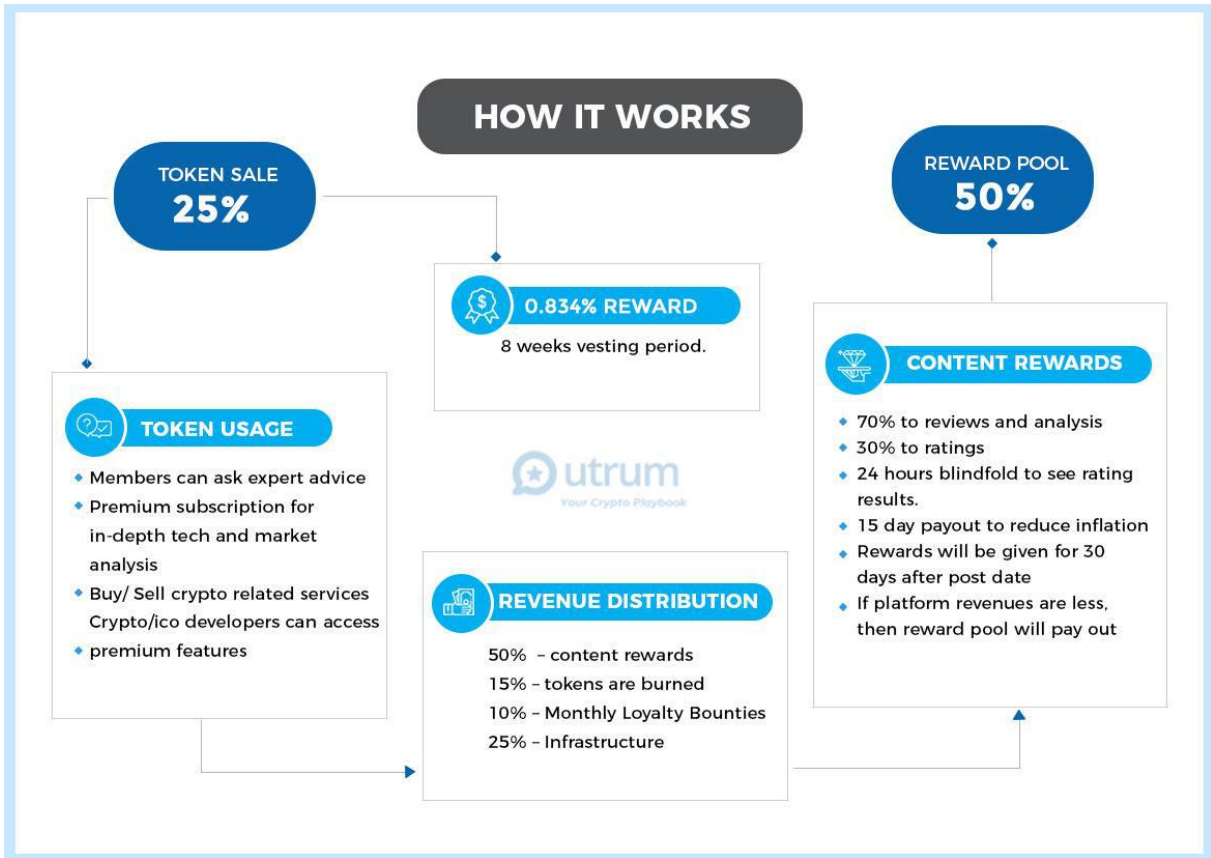 HOW IT WORKS
TOKEN SALE
25%
REWARD POOL
50%
0.834% REWARD
8 weeks vesting period.
TOKEN USAGE
Members can ask expert advice
Premium subscription for
in-depth tech and market
analysis
Buy/ Sell crypto related services
Crypto/ico developers can access
premium features
utrum
Your Crypto Playbook
REVENUE DISTRIBUTION
50% – content rewards
15% – tokens are burned
10% – Monthly Loyalty Bounties
25% – Infrastructure
CONTENT REWARDS
70% to reviews and analysis
30% to ratings
24 hours blindfold to see rating
results.
15 day payout to reduce inflation
Rewards will be given for 30
days after post date
If platform revenues are less,
then reward pool will pay out